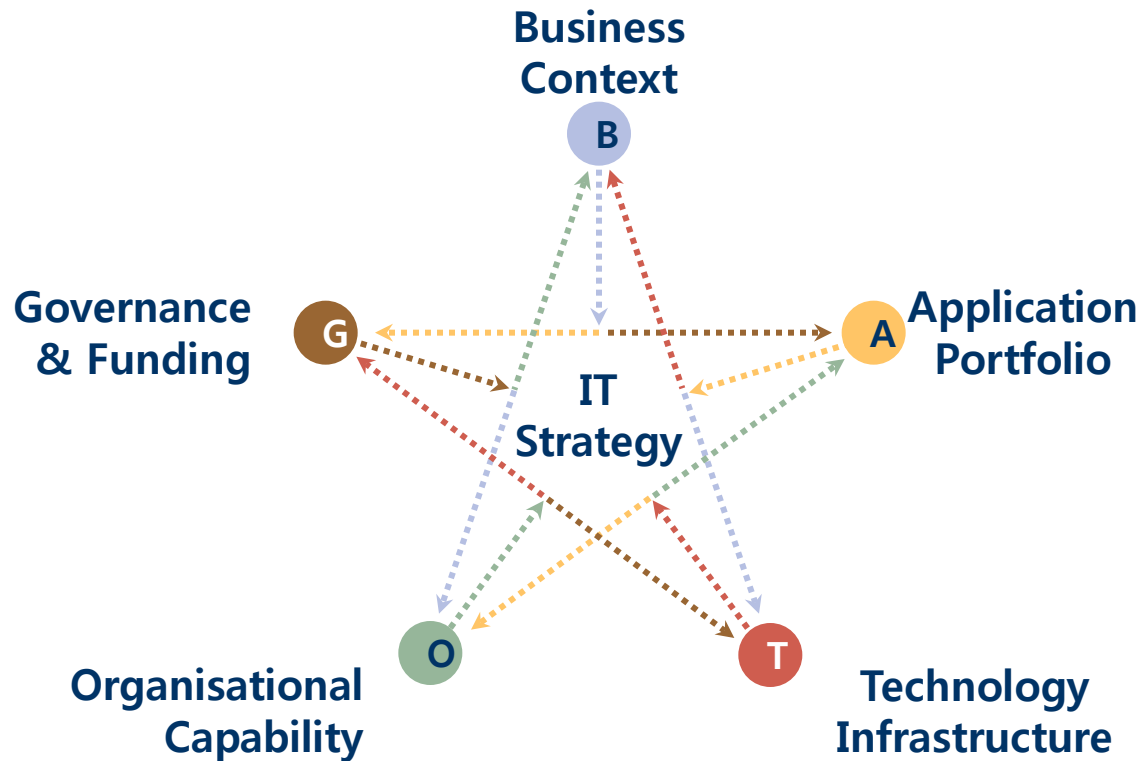 Business
Context
B
Governance
& Funding
G
A
Application
Portfolio
IT
Strategy
O
T
Organisational
Capability
Technology
Infrastructure